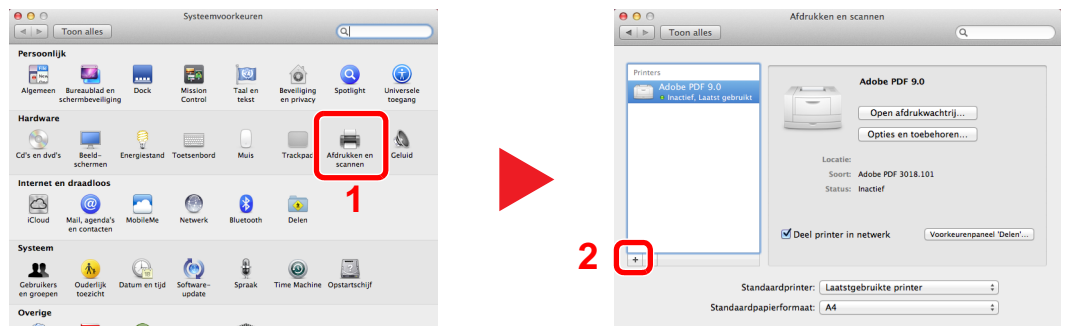 Systeemvoorkeuren
Toon alles
Persoonlijk
Algemeen
Bureaublad en
schermbeveiliging
Dock
Mission
Control
Taal en
tekst
Beveiliging
en privacy
Spotlight
Universele
toegang
Hardware
Cd's en dvd's
Beeld-
schermen
Energiestand
Toetsenbord
Muis
Trackpad
Afdrukken en
scannen
Geluid
1
Internet en draadloos
iCloud
Mail, agenda's
en contacten
MobileMe
Netwerk
Bluetooth
Delen
Systeem
Gebruikers
en groepen
Ouderlijk
toezicht
Datum en tijd
Software-
update
Spraak
Time Machine
Opstartschijf
Overige
Afdrukken en scannen
Toon alles
Printers
Adobe PDF 9.0
Inactief, Laatst gebruikt
2
+
Adobe PDF 9.0
Open afdrukwachtrij...
Opties en toebehoren...
Locatie:
Soort: Adobe PDF 3018.101
Status: Inactief
Deel printer in netwerk
Voorkeurenpaneel 'Delen'...
Standaardprinter: Laatstgebruikte printer
Standaardpapierformaat: A4